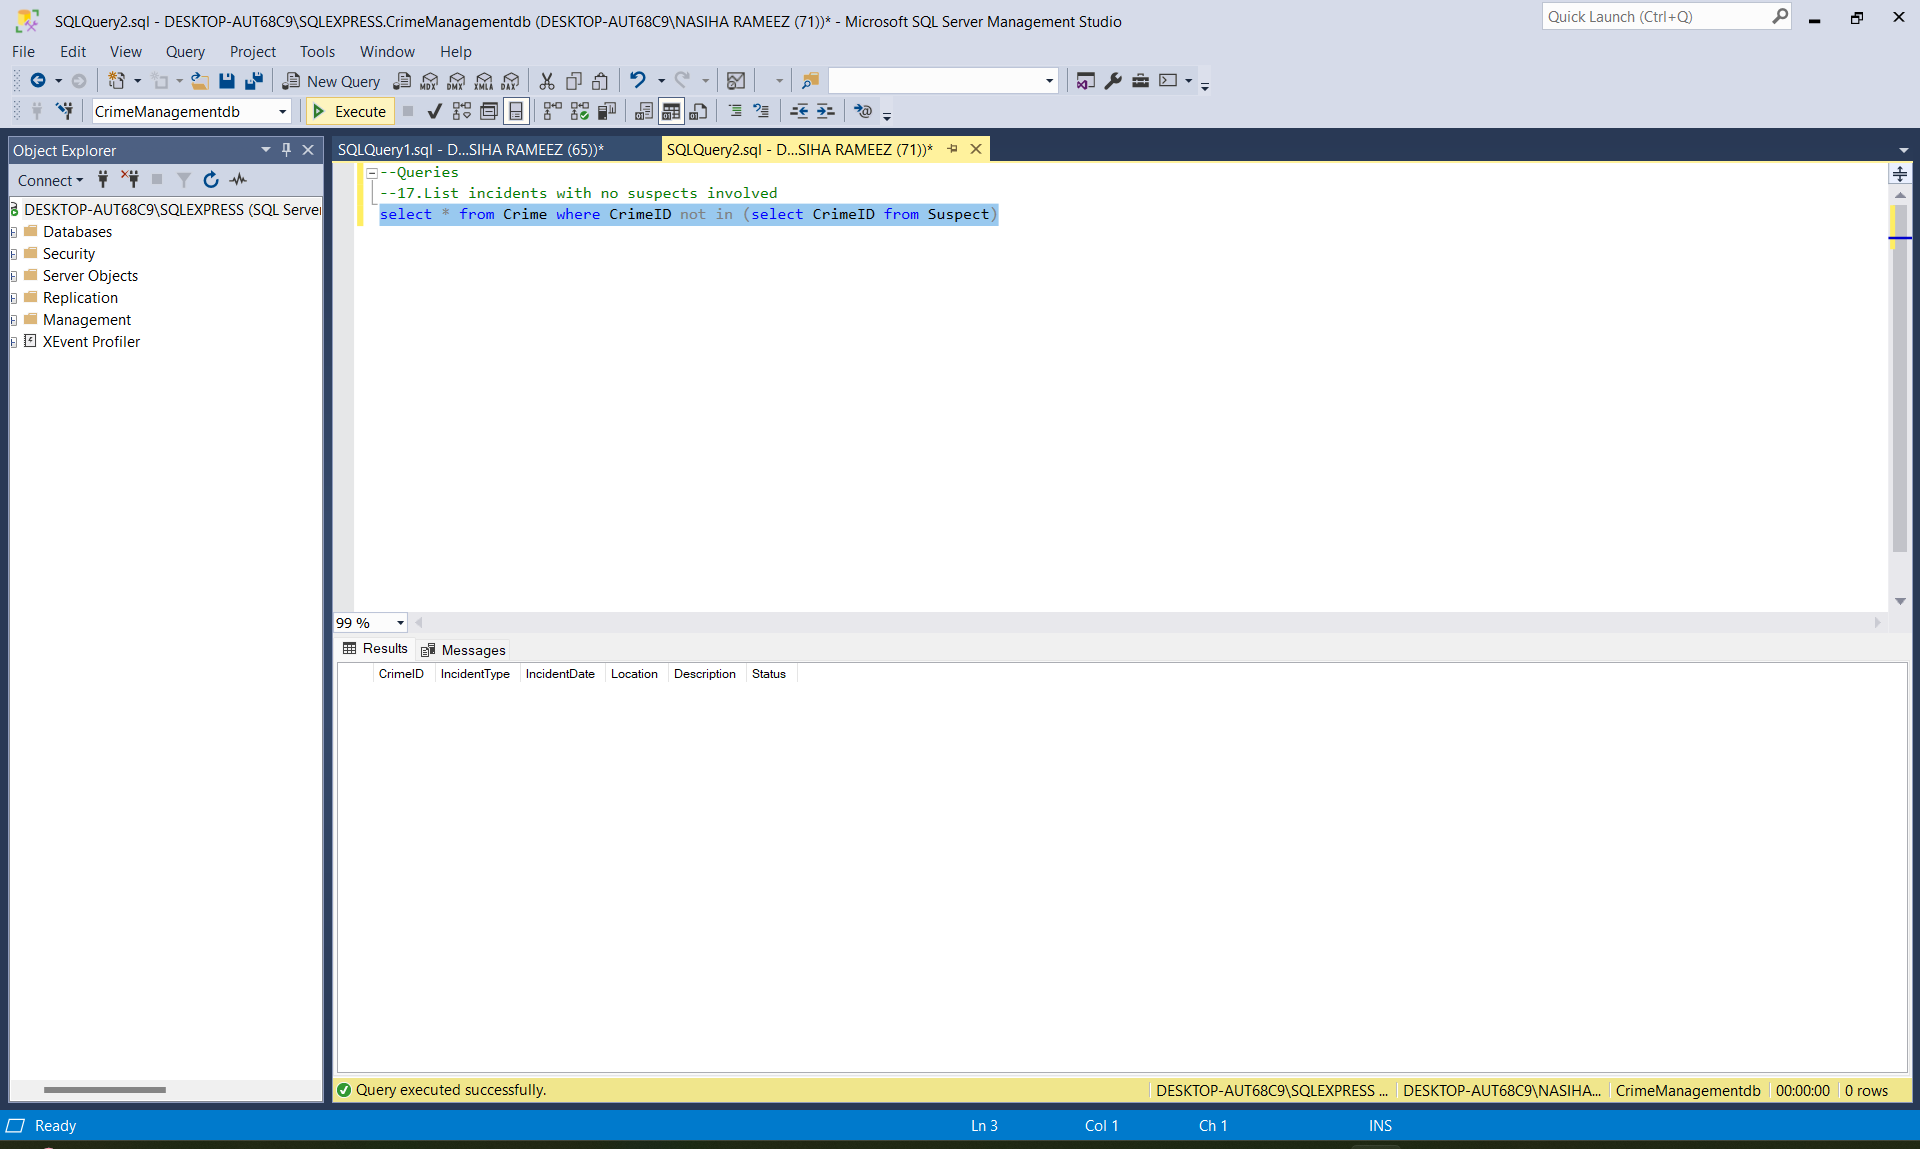 SQLQuery2.sql - DESKTOP-AUT68C9\SQLEXPRESS.CrimeManagementdb (DESKTOP-AUT68C9\NASIHA RAMEEZ (71))* - Microsoft SQL Server Management Studio
Quick Launch (Ctrl+Q)
File Edit View Query Project Tools Window Help
New Query MDX DMX XMLA DAX
CrimeManagementdb Execute
Object Explorer
SQLQuery1.sql - D...SIHA RAMEEZ (65))*
SQLQuery2.sql - D...SIHA RAMEEZ (71))*
Connect
DESKTOP-AUT68C9\SQLEXPRESS (SQL Server
Databases
Security
Server Objects
Replication
Management
XEvent Profiler
--Queries
--17.List incidents with no suspects involved
select * from Crime where CrimeID not in (select CrimeID from Suspect)
99 %
Results Messages
CrimeID IncidentType IncidentDate Location Description Status
Query executed successfully.
DESKTOP-AUT68C9\SQLEXPRESS ... DESKTOP-AUT68C9\NASIHA... CrimeManagementdb 00:00:00 0 rows
Ready Ln 3 Col 1 Ch 1 INS